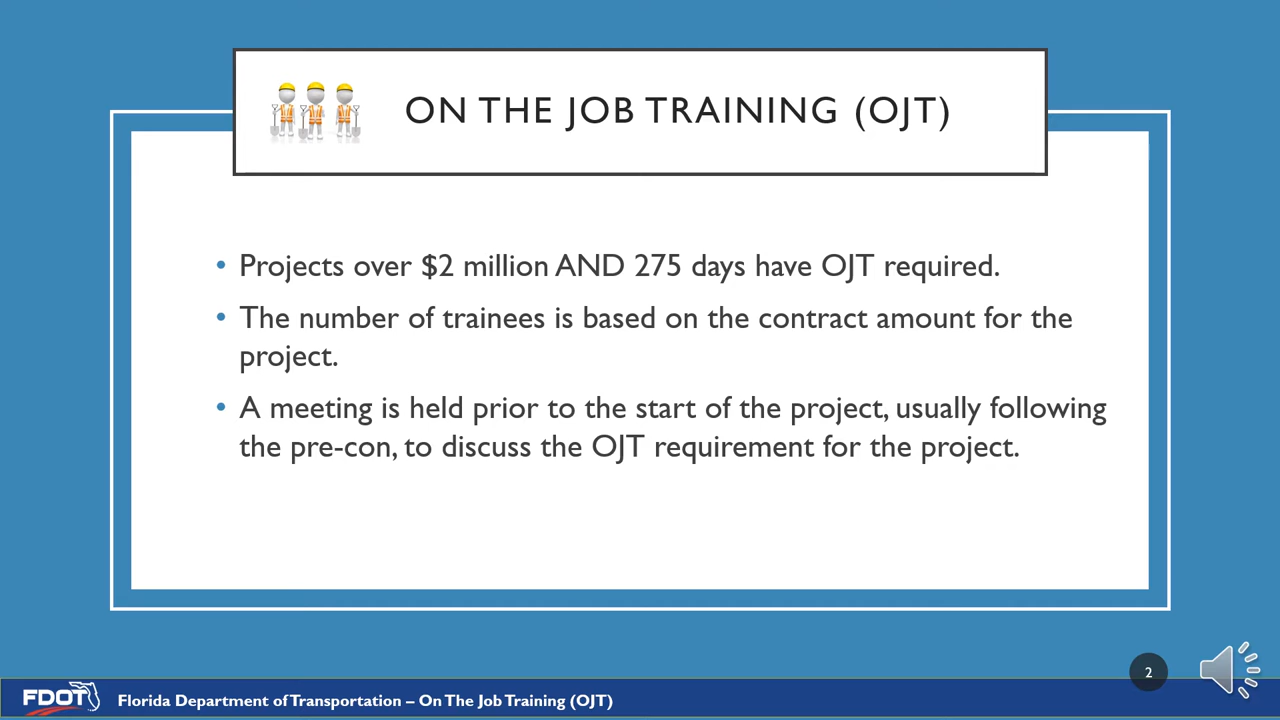 ON THE JOB TRAINING (OJT)
• Projects over $2 million AND 275 days have OJT required.
• The number of trainees is based on the contract amount for the
project.
• A meeting is held prior to the start of the project, usually following
the pre-con, to discuss the OJT requirement for the project.
2
FDOT
Florida Department of Transportation – On The Job Training (OJT)